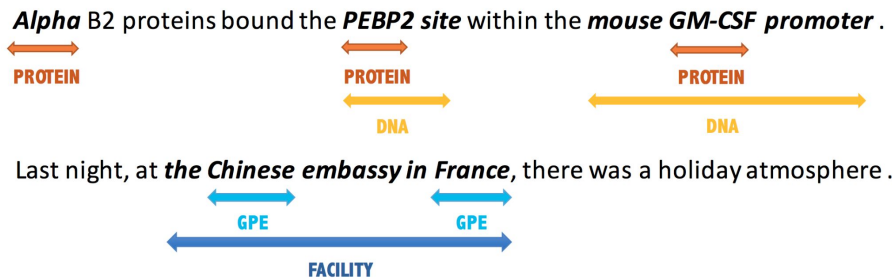 Alpha B2 proteins bound the PEBP2 site within the mouse GM-CSF promoter .
PROTEIN PROTEIN PROTEIN
DNA DNA
Last night, at the Chinese embassy in France, there was a holiday atmosphere .
GPE GPE
FACILITY